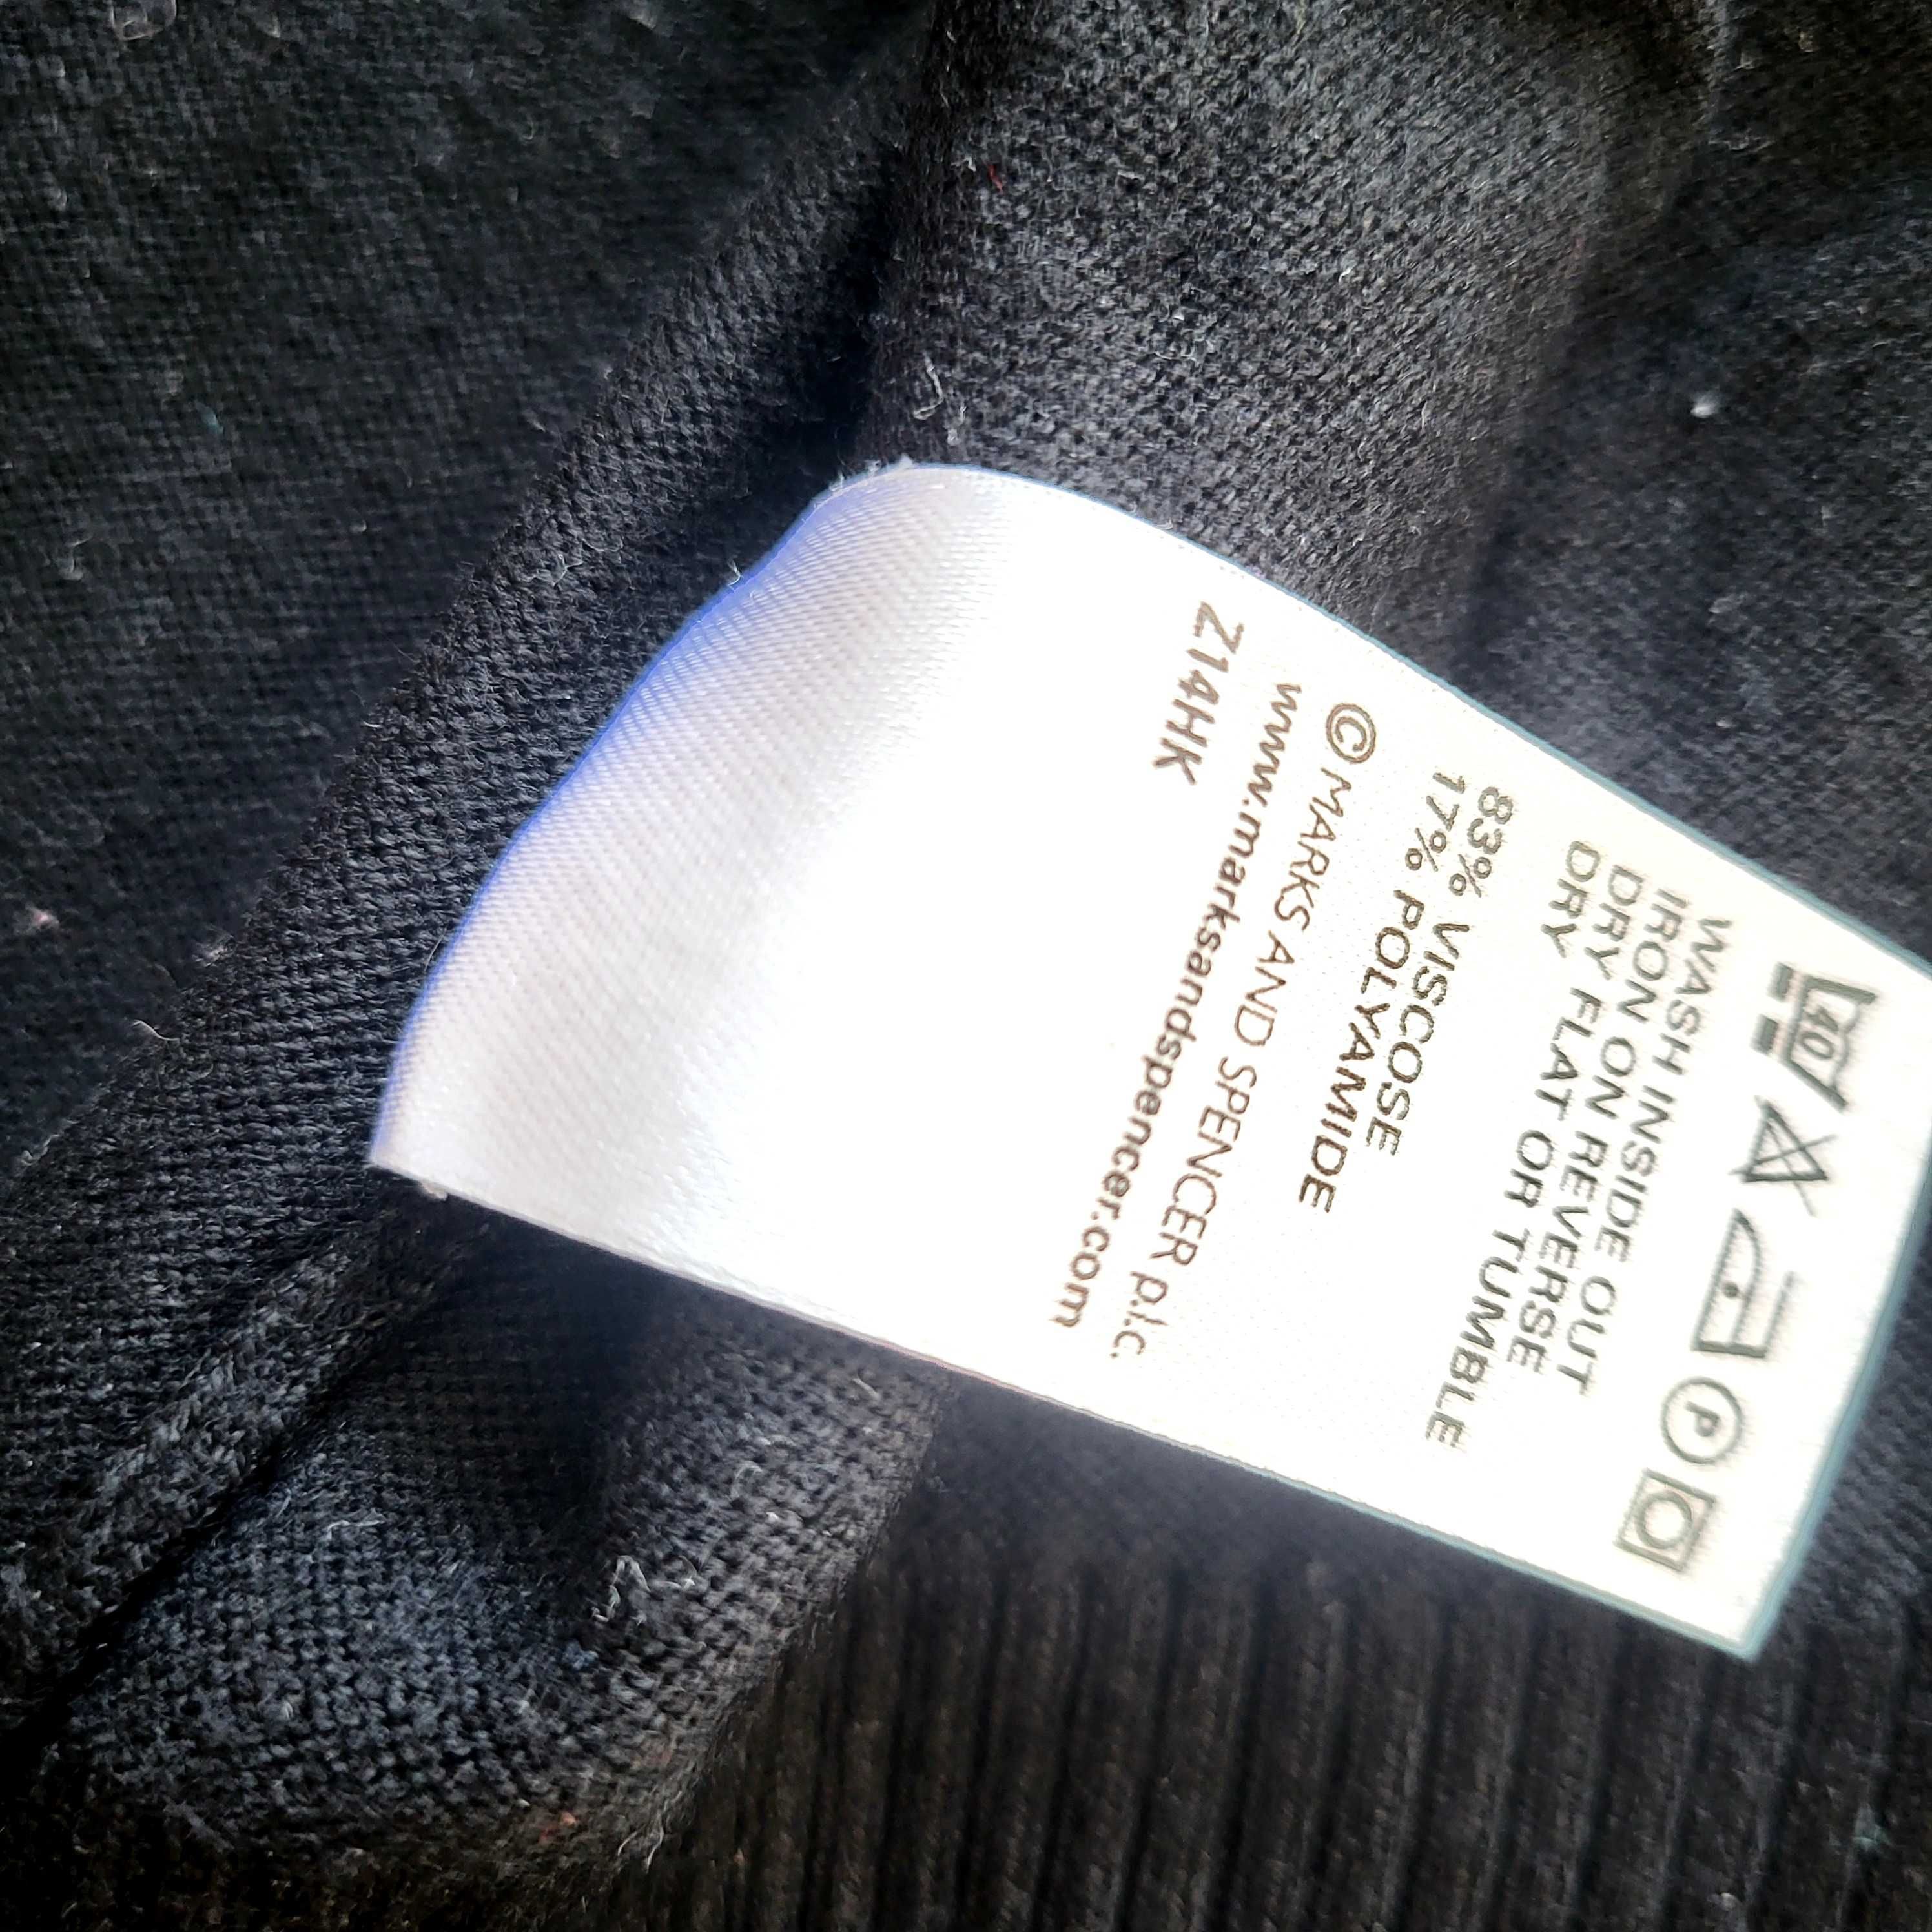 40 P
WASH INSIDE OUT
IRON ON REVERSE
DRY FLAT OR TUMBLE
DRY
83% VISCOSE
17% POLYAMIDE
© MARKS AND SPENCER p.l.c.
www.marksandspencer.com
Z14HK